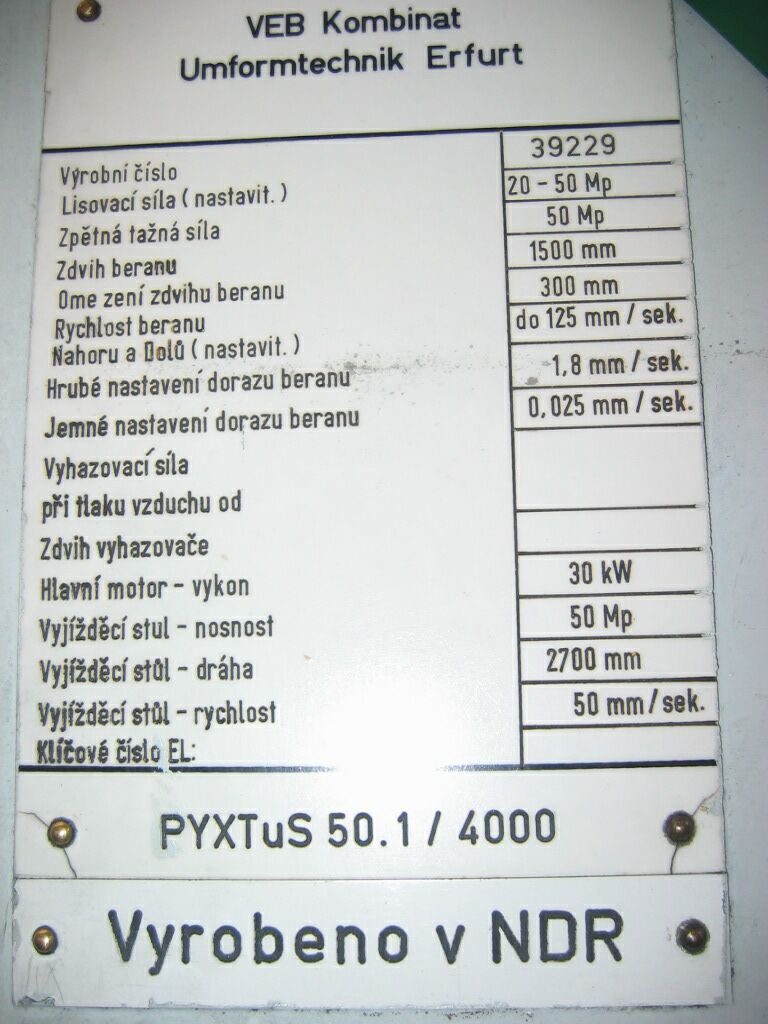 VEB Kombinat
Umformtechnik Erfurt
Výrobní číslo 39229
Lisovací síla ( nastavit. ) 20 - 50 Mp
Zpětná tažná síla 50 Mp
Zdvih beranu 1500 mm
Ome zení zdvihu beranu 300 mm
Rychlost beranu do 125 mm / sek.
Nahoru a Dolů ( nastavit. )
Hrubé nastavení dorazu beranu 1,8 mm / sek.
Jemné nastavení dorazu beranu 0,025 mm / sek.
Vyhazovací síla
při tlaku vzduchu od
Zdvih vyhazovače
Hlavní motor - vykon 30 kW
Vyjížděcí stul - nosnost 50 Mp
Vyjížděcí stůl - dráha 2700 mm
Vyjížděcí stůl - rychlost 50 mm/sek.
Klíčové číslo EL:
PYXTuS 50.1 / 4000
Vyrobeno v NDR